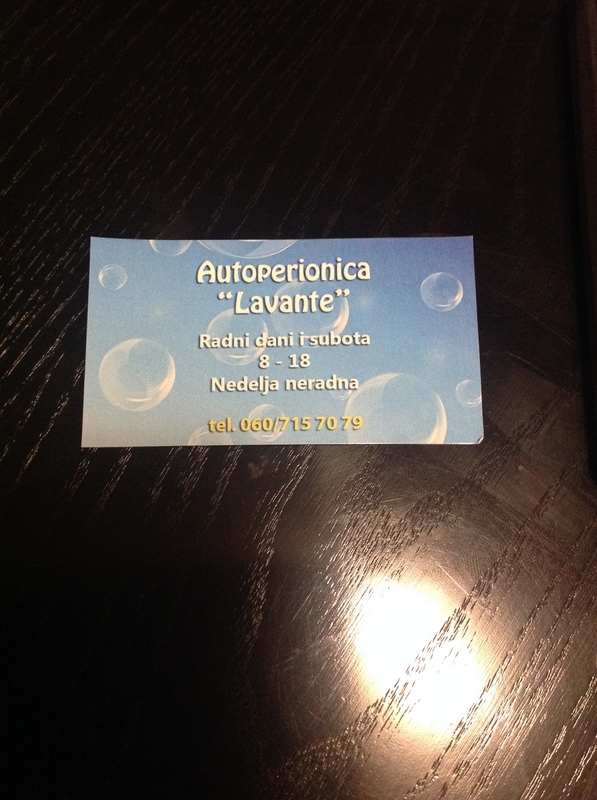 Autoperionica
“Lavante”
Radni dani i subota
8 - 18
Nedelja neradna
tel. 060/715 70 79